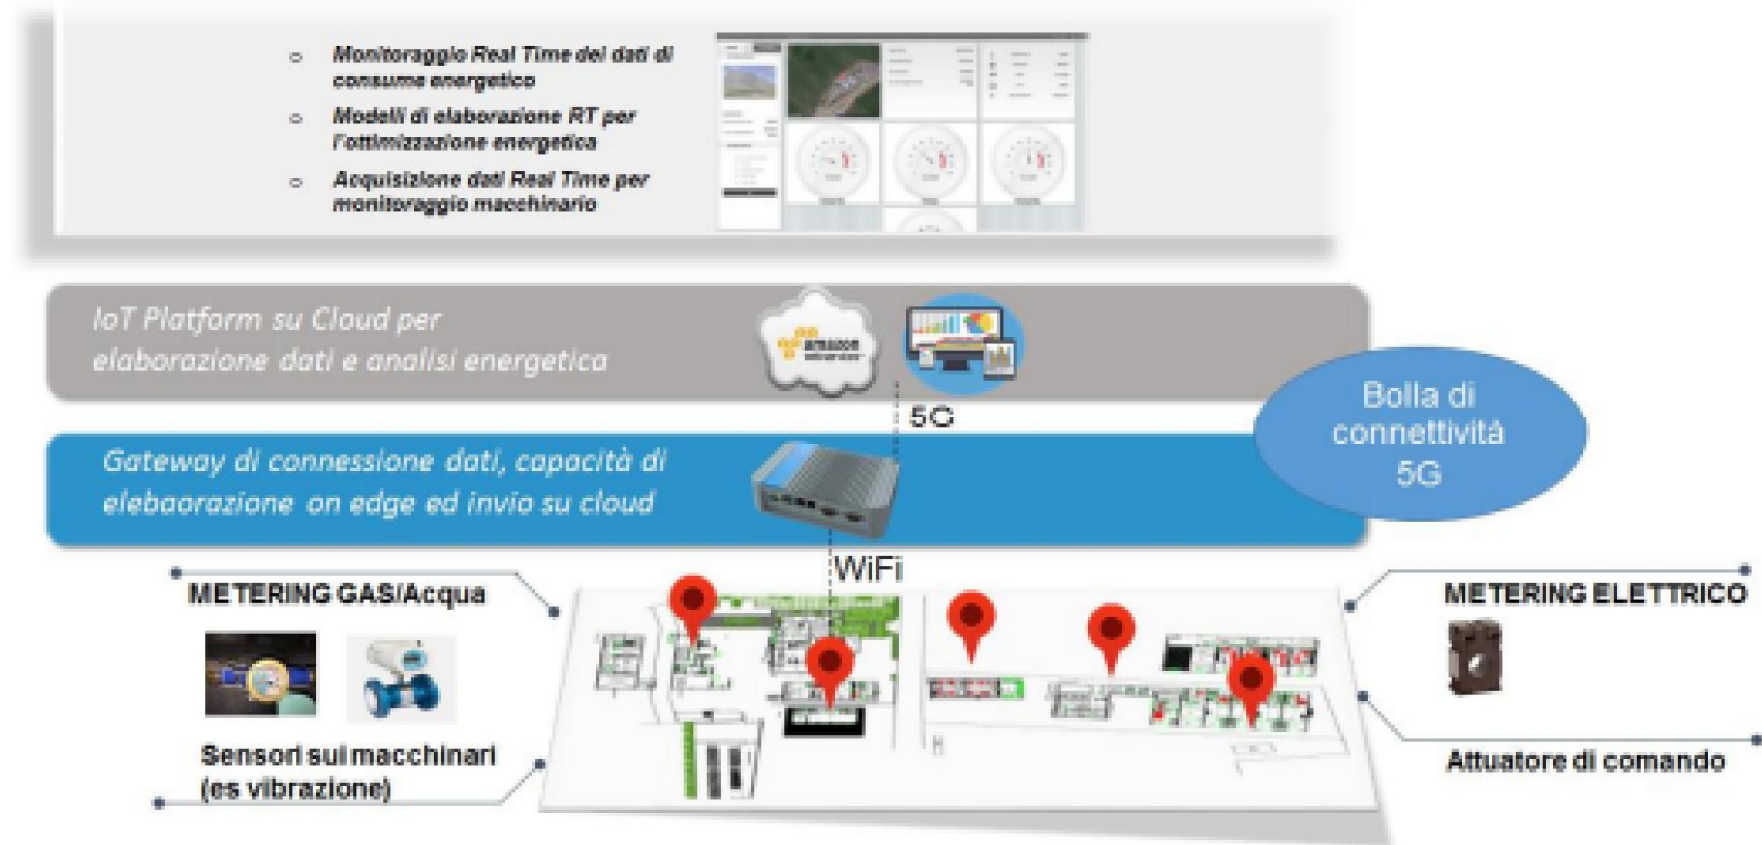 Monitoraggio Real Time dei dati di
consume energetico
Modelli di elaborazione RT per
l'ottimizzazione energetica
Acquisizione dati Real Time per
monitoraggio macchinario
IoT Platform su Cloud per
elaborazione dati e analisi energetica
amazon
5G
Bolla di
connettività
5G
Gateway di connessione dati, capacità di
elebaorazione on edge ed invio su cloud
WiFi
METERING GAS/Acqua
METERING ELETTRICO
Sensori sui macchinari
(es vibrazione)
Attuatore di comando